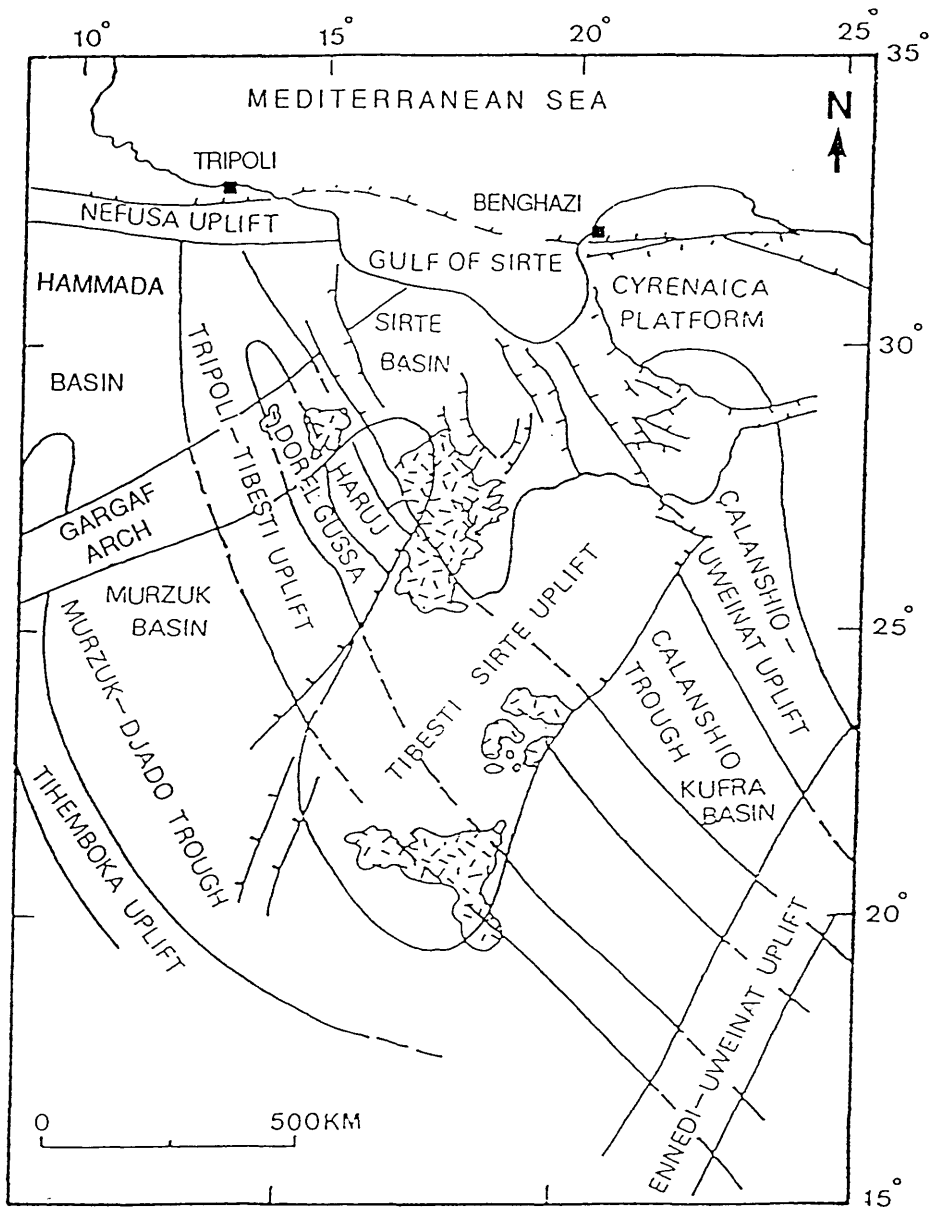 10°
15°
20°
25°
35°
MEDITERRANEAN SEA
N
TRIPOLI
BENGHAZI
NEFUSA UPLIFT
GULF OF SIRTE
HAMMADA
BASIN
CYRENAICA
PLATFORM
SIRTE
BASIN
30°
TRIPOLI-TIBESTI UPLIFT
DOREL GUSSA
HARUJ
GARGAF
ARCH
MURZUK
BASIN
CALANSHIO-
UWEINAT UPLIFT
25°
TIBESTI SIRTE UPLIFT
CALANSHIO
TROUGH
KUFRA
BASIN
MURZUK-DJADO TROUGH
TIHEMBOKA UPLIFT
20°
ENNEDI-UWEINAT UPLIFT
0 500KM
15°